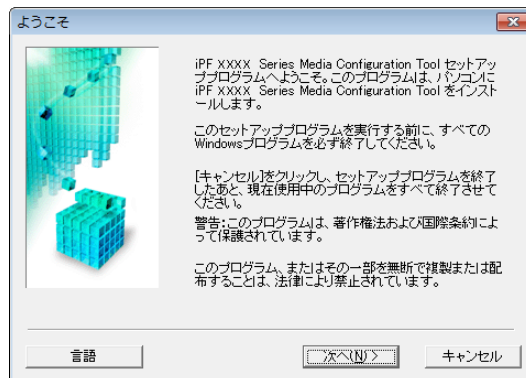 ようこそ
iPF XXXX Series Media Configuration Tool セットアッ
ププログラムへようこそ。このプログラムは、パソコンに
iPF XXXX Series Media Configuration Tool をインスト
ールします。
このセットアッププログラムを実行する前に、すべての
Windowsプログラムを必ず終了してください。
[キャンセル]をクリックし、セットアッププログラムを終了
したあと、現在使用中のプログラムをすべて終了させて
ください。
警告:このプログラムは、著作権法および国際条約によ
って保護されています。
このプログラム、またはその一部を無断で複製または配
布することは、法律により禁止されています。
言語
次へ(N) >
キャンセル